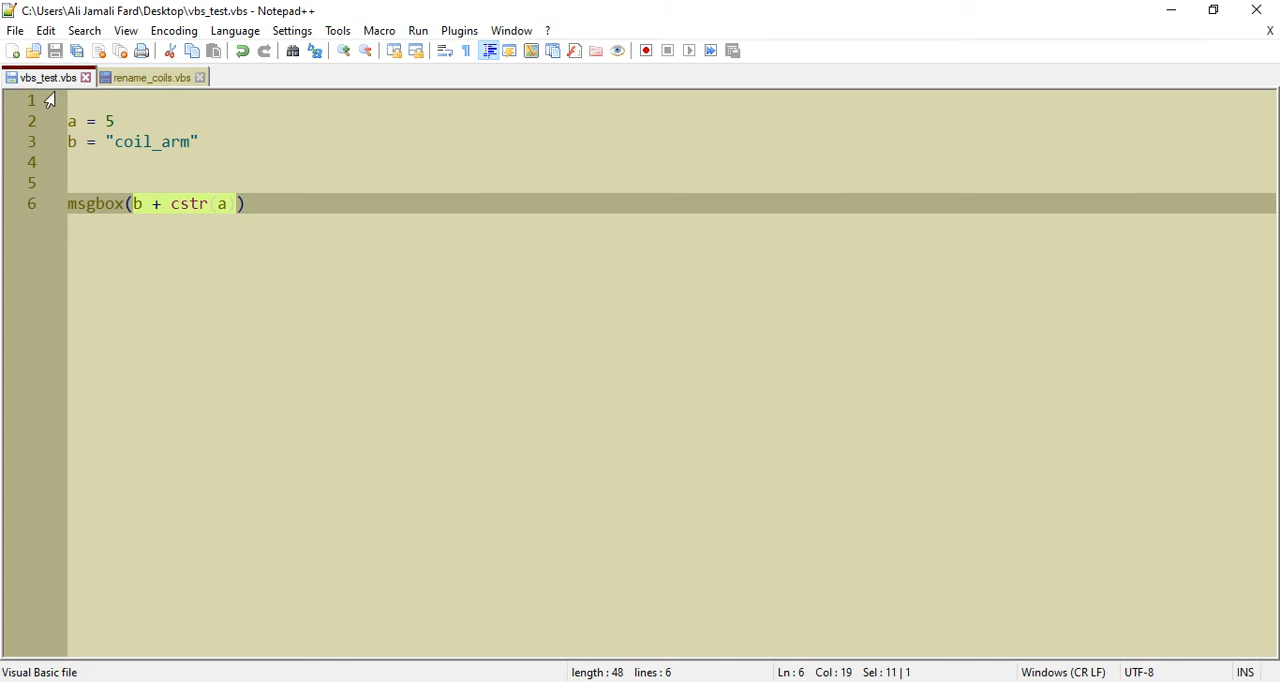 C:\Users\Ali Jamali Fard\Desktop\vbs_test.vbs - Notepad++
File Edit Search View Encoding Language Settings Tools Macro Run Plugins Window ? X
vbs_test.vbs rename_coils.vbs
1
2 a = 5
3 b = "coil_arm"
4
5
6 msgbox(b + cstr(a))
Visual Basic file length : 48 lines : 6 Ln : 6 Col : 19 Sel : 11 | 1 Windows (CR LF) UTF-8 INS